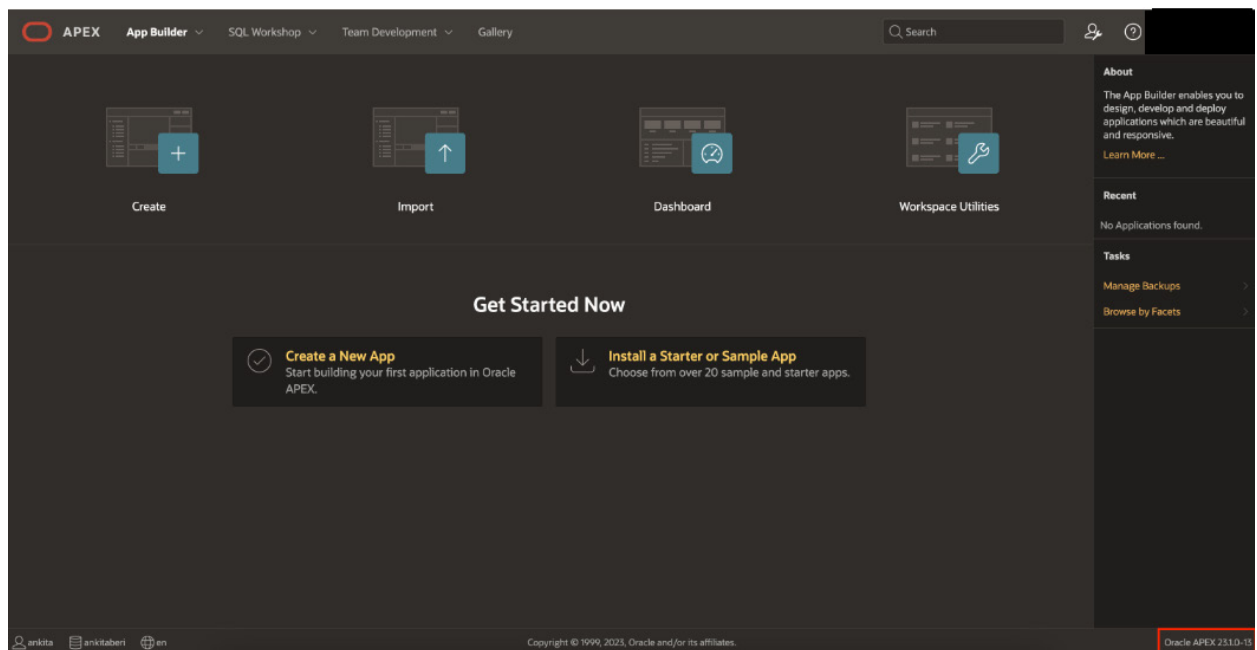 APEX
App Builder
SQL Workshop
Team Development
Gallery
Search
Create
Import
Dashboard
Workspace Utilities
Get Started Now
Create a New App
Start building your first application in Oracle
APEX.
Install a Starter or Sample App
Choose from over 20 sample and starter apps.
About
The App Builder enables you to
design, develop and deploy
applications which are beautiful
and responsive.
Learn More ...
Recent
No Applications found.
Tasks
Manage Backups
Browse by Facets
ankita
ankitaberi
en
Copyright © 1999, 2023, Oracle and/or its affiliates.
Oracle APEX 23.1.0-13